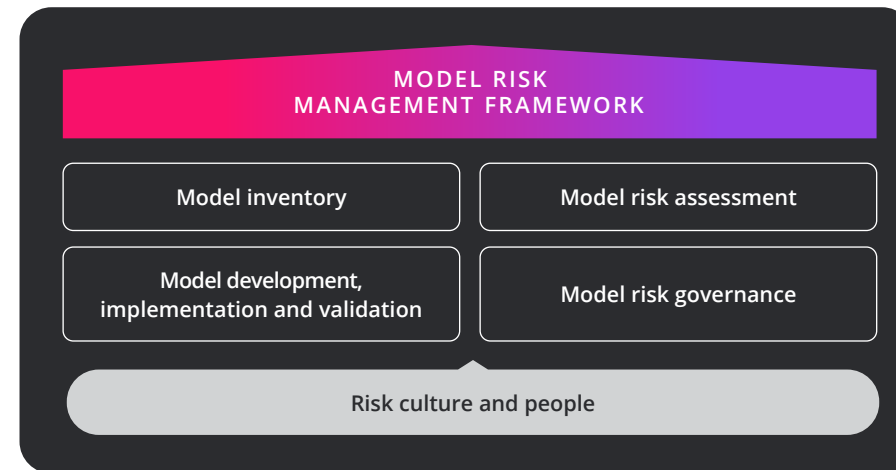 MODEL RISK
MANAGEMENT FRAMEWORK
Model inventory
Model risk assessment
Model development,
implementation and validation
Model risk governance
Risk culture and people